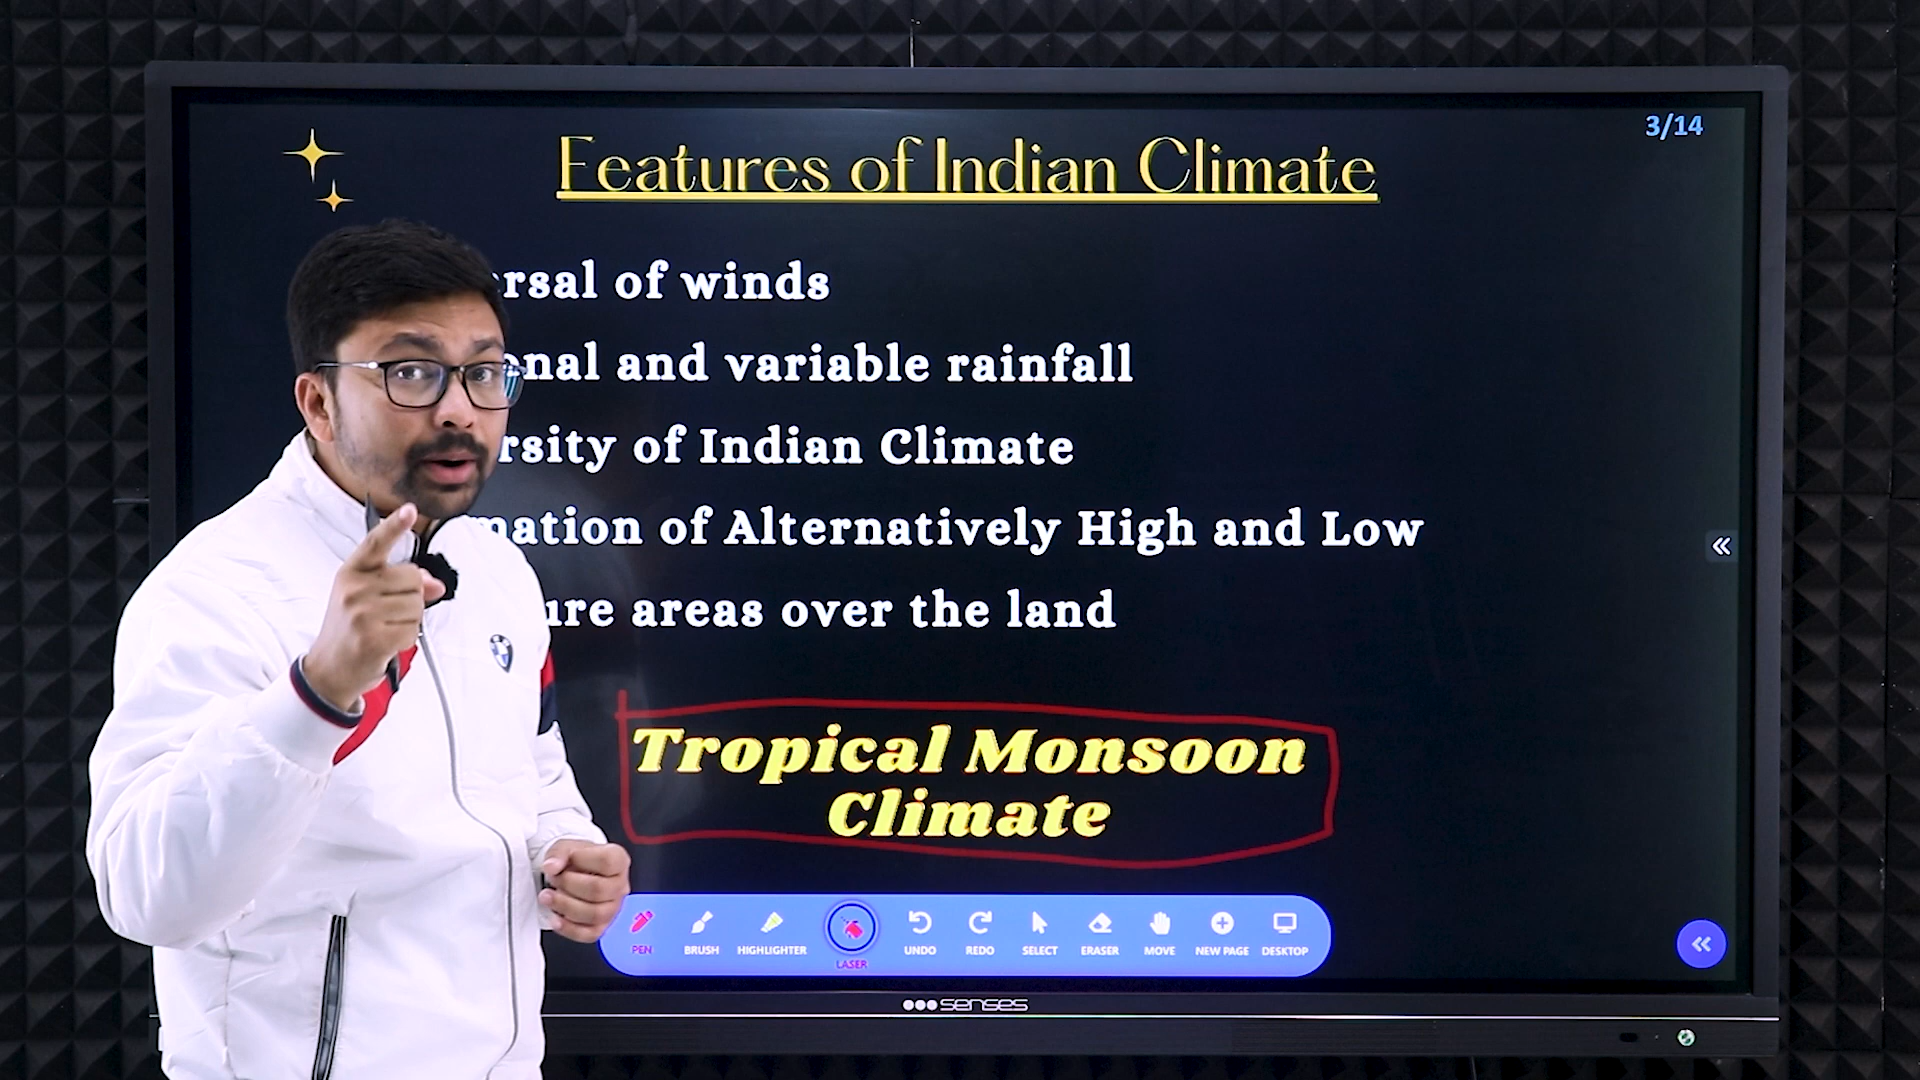 3/14
Features of Indian Climate
rsal of winds
onal and variable rainfall
rsity of Indian Climate
mation of Alternatively High and Low
ure areas over the land
Tropical Monsoon
Climate
PEN BRUSH HIGHLIGHTER LASER UNDO REDO SELECT ERASER MOVE NEW PAGE DESKTOP
senses